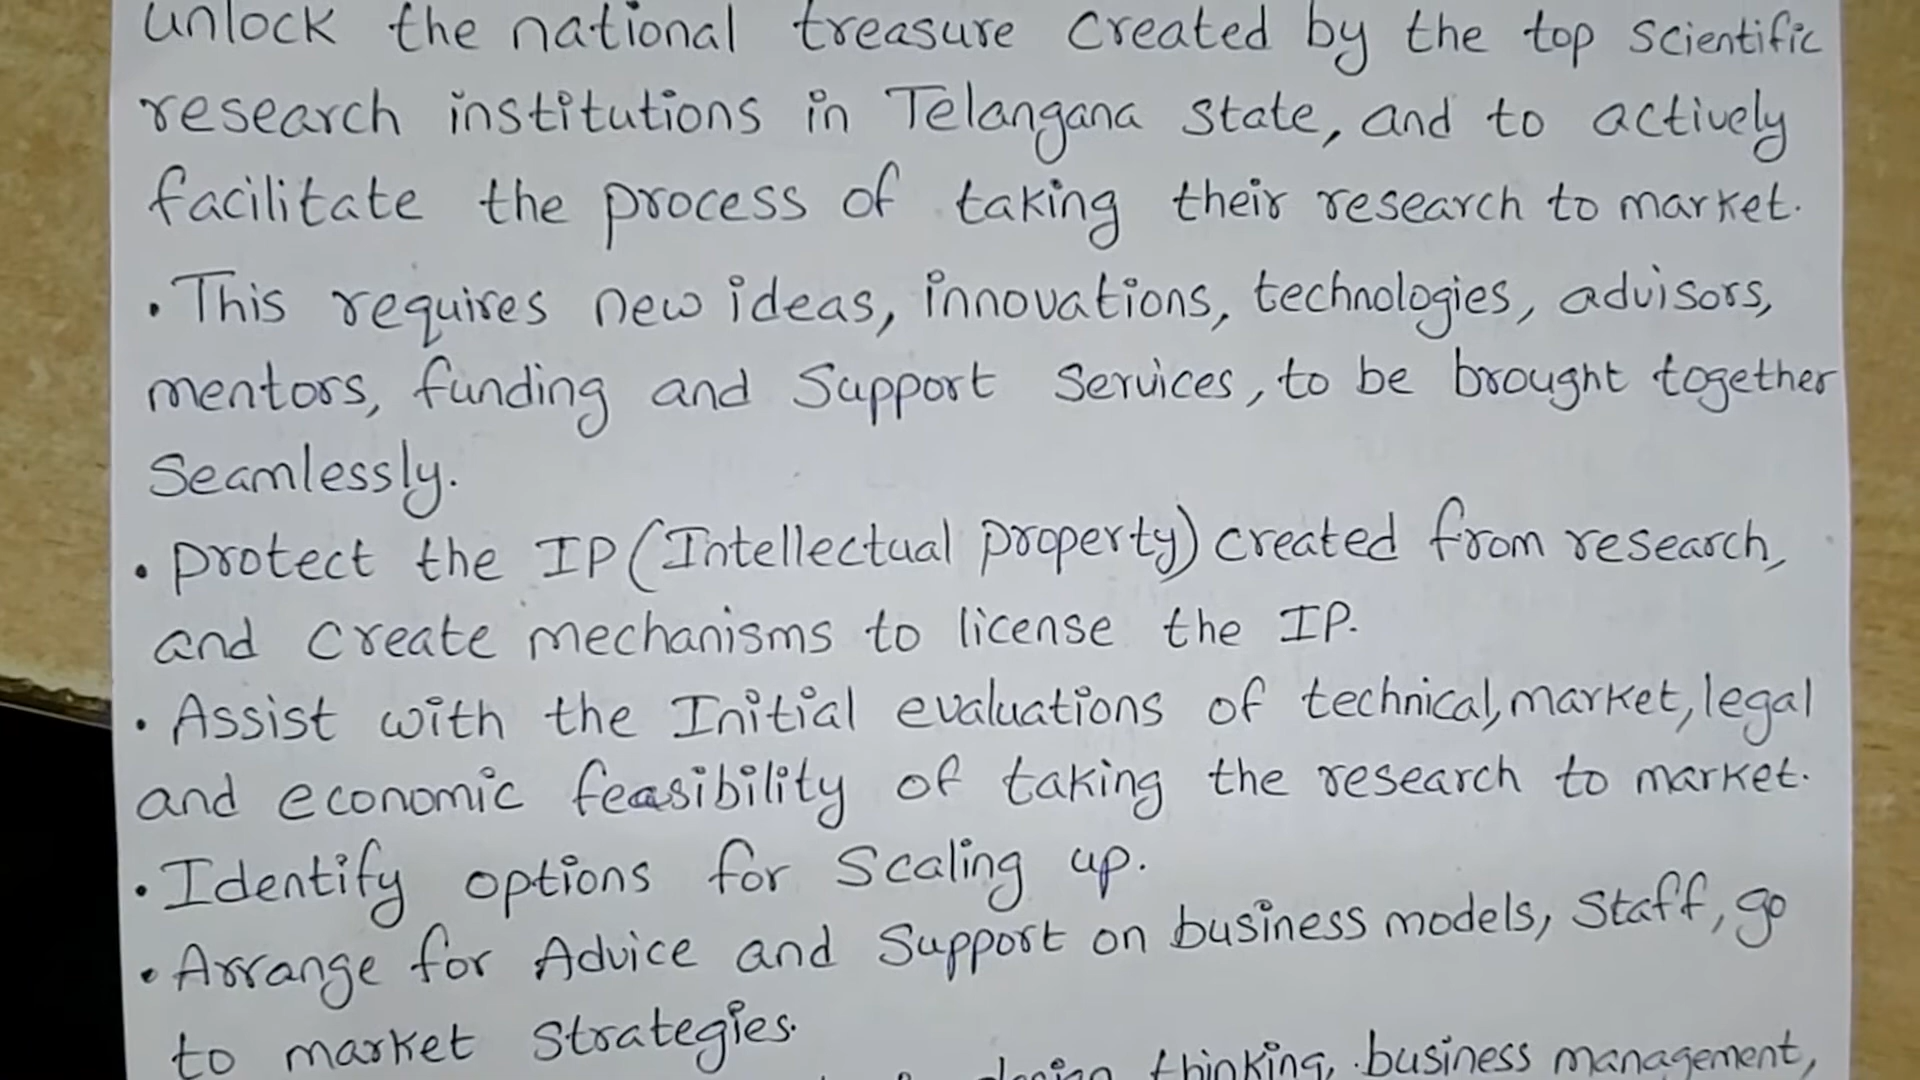 unlock the national treasure created by the top scientific
research institutions in Telangana state, and to actively
facilitate the process of taking their research to market.
• This requires new ideas, innovations, technologies, advisors,
mentors, funding and Support Services, to be brought together
Seamlessly.
• protect the IP (Intellectual property) created from research,
and create mechanisms to license the IP.
• Assist with the Initial evaluations of technical, market, legal
and economic feasibility of taking the research to market.
• Identify options for Scaling up.
• Arrange for Advice and Support on business models, Staff, go
to market Strategies.
design thinking, business management,